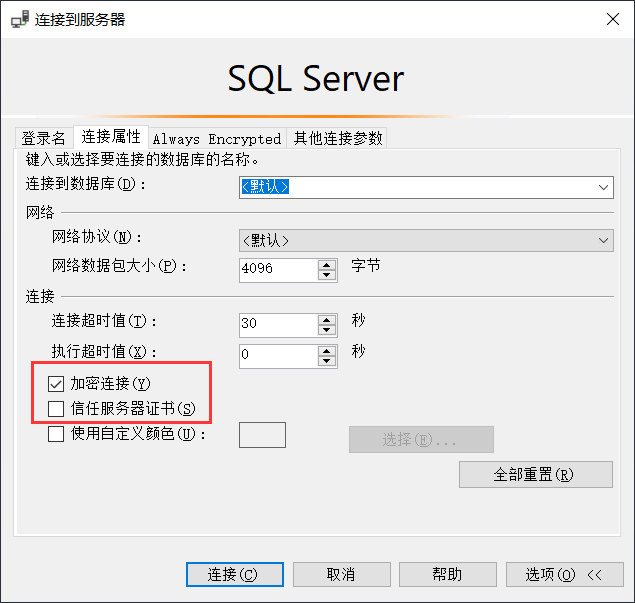 连接到服务器
SQL Server
登录名 连接属性 Always Encrypted 其他连接参数
键入或选择要连接的数据库的名称。
连接到数据库(D)： <默认>
网络
网络协议(N)： <默认>
网络数据包大小(P)： 4096 字节
连接
连接超时值(T)： 30 秒
执行超时值(X)： 0 秒
加密连接(Y)
信任服务器证书(S)
使用自定义颜色(U)： 选择(E)...
全部重置(R)
连接(C) 取消 帮助 选项(O) <<